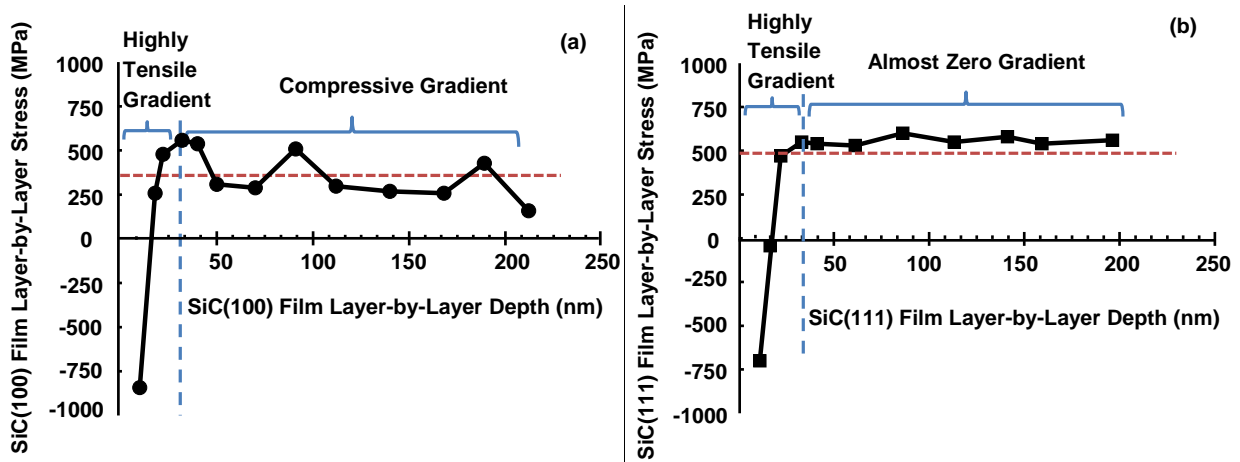 SiC(100) Film Layer-by-Layer Stress (MPa)
Highly
Tensile
Gradient
(a)
Compressive Gradient
1000
750
500
250
0
-250
-500
-750
-1000
50
100
150
200
250
SiC(100) Film Layer-by-Layer Depth (nm)
SiC(111) Film Layer-by-Layer Stress (MPa)
Highly
Tensile
Gradient
(b)
Almost Zero Gradient
1000
750
500
250
0
-250
-500
-750
-1000
50
100
150
200
250
SiC(111) Film Layer-by-Layer Depth (nm)